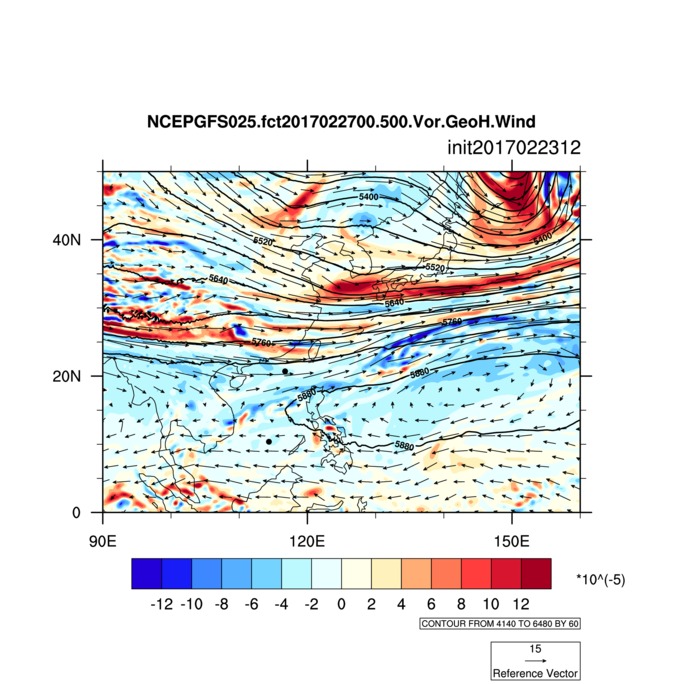 NCEPGFS025.fct2017022700.500.Vor.GeoH.Wind
init2017022312
5400
40N
5520
5400
5520
5640
5640
5760
5760
20N
5880
5880
5880
0
90E 120E 150E
-12 -10 -8 -6 -4 -2 0 2 4 6 8 10 12
*10^(-5)
CONTOUR FROM 4140 TO 6480 BY 60
15
Reference Vector